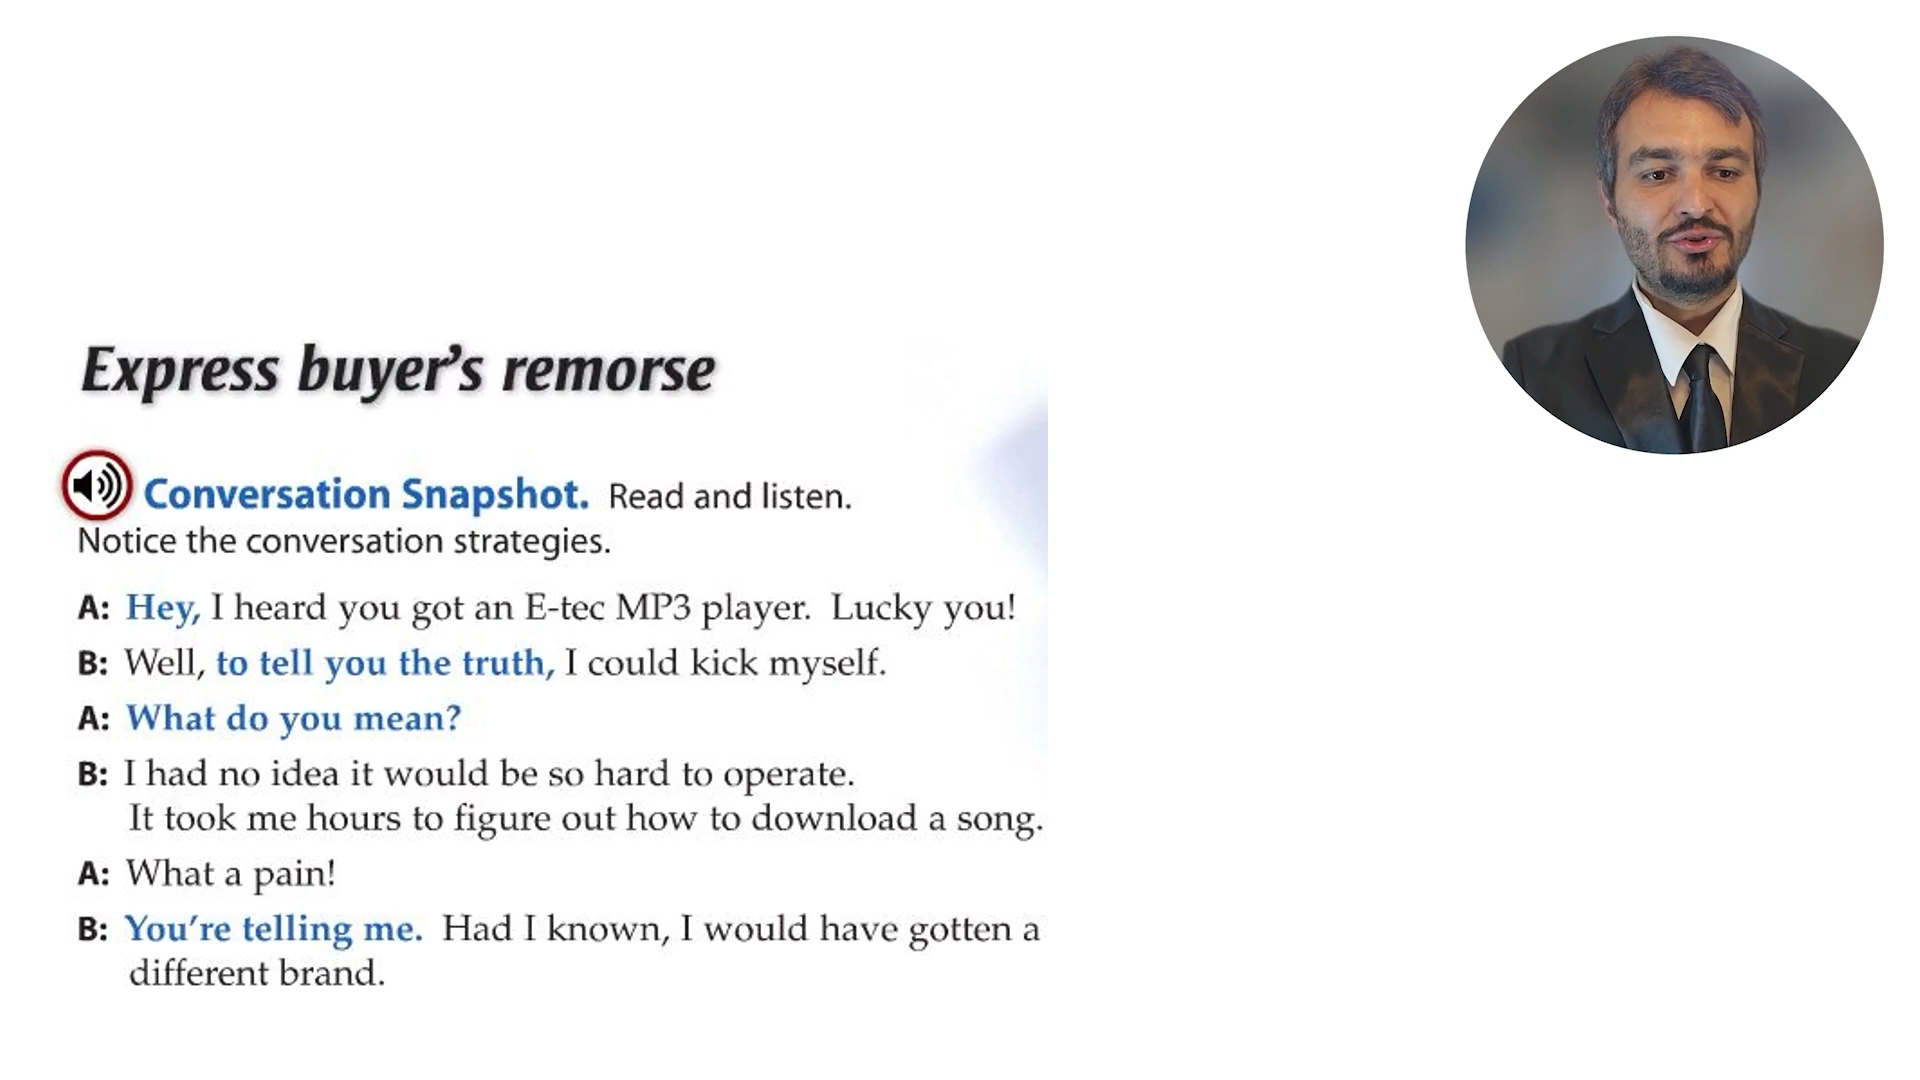 Express buyer's remorse
Conversation Snapshot. Read and listen.
Notice the conversation strategies.
A: Hey, I heard you got an E-tec MP3 player. Lucky you!
B: Well, to tell you the truth, I could kick myself.
A: What do you mean?
B: I had no idea it would be so hard to operate.
It took me hours to figure out how to download a song.
A: What a pain!
B: You're telling me. Had I known, I would have gotten a
different brand.